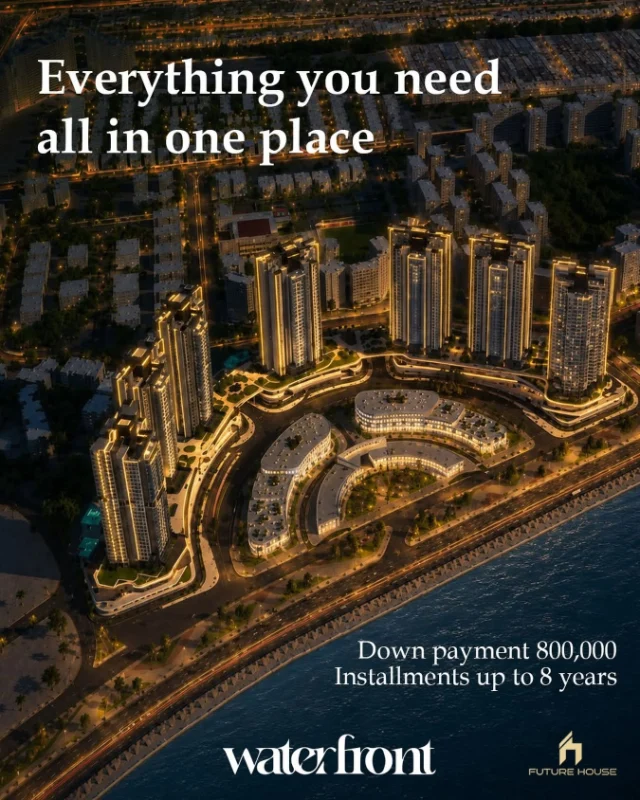 Everything you need
all in one place
Down payment 800,000
Installments up to 8 years
waterfront
FUTURE HOUSE